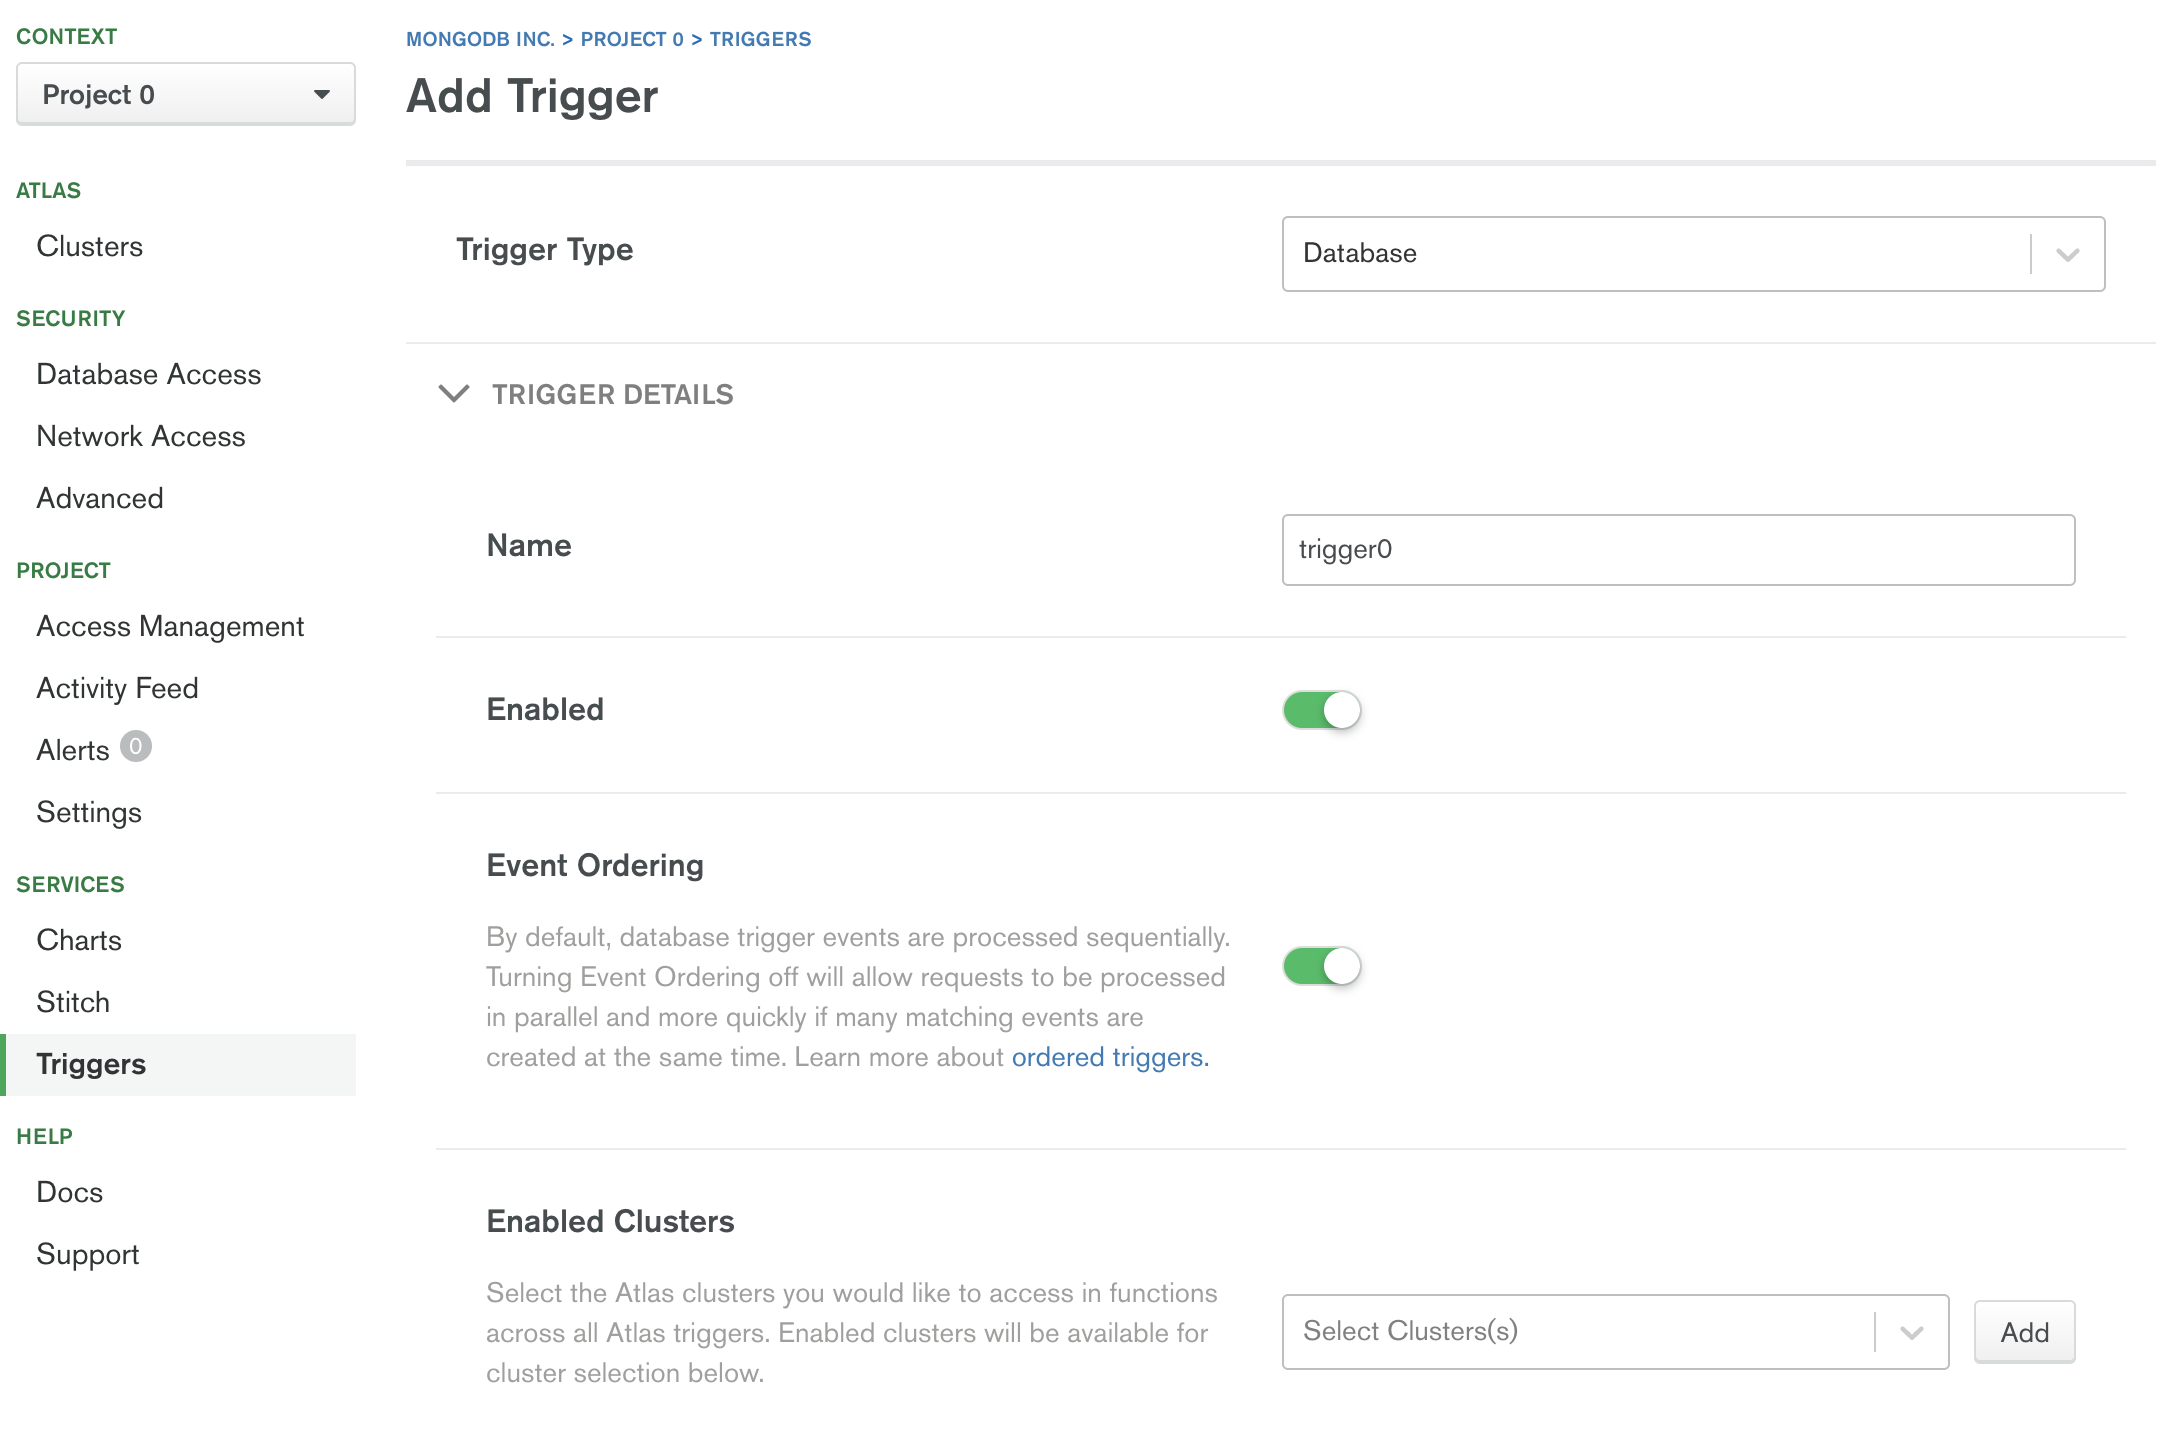 CONTEXT
Project 0
ATLAS
Clusters
SECURITY
Database Access
Network Access
Advanced
PROJECT
Access Management
Activity Feed
Alerts 0
Settings
SERVICES
Charts
Stitch
Triggers
HELP
Docs
Support
MONGODB INC. > PROJECT 0 > TRIGGERS
Add Trigger
Trigger Type
Database
TRIGGER DETAILS
Name
trigger0
Enabled
Event Ordering
By default, database trigger events are processed sequentially.
Turning Event Ordering off will allow requests to be processed
in parallel and more quickly if many matching events are
created at the same time. Learn more about ordered triggers.
Enabled Clusters
Select the Atlas clusters you would like to access in functions
across all Atlas triggers. Enabled clusters will be available for
cluster selection below.
Select Clusters(s)
Add